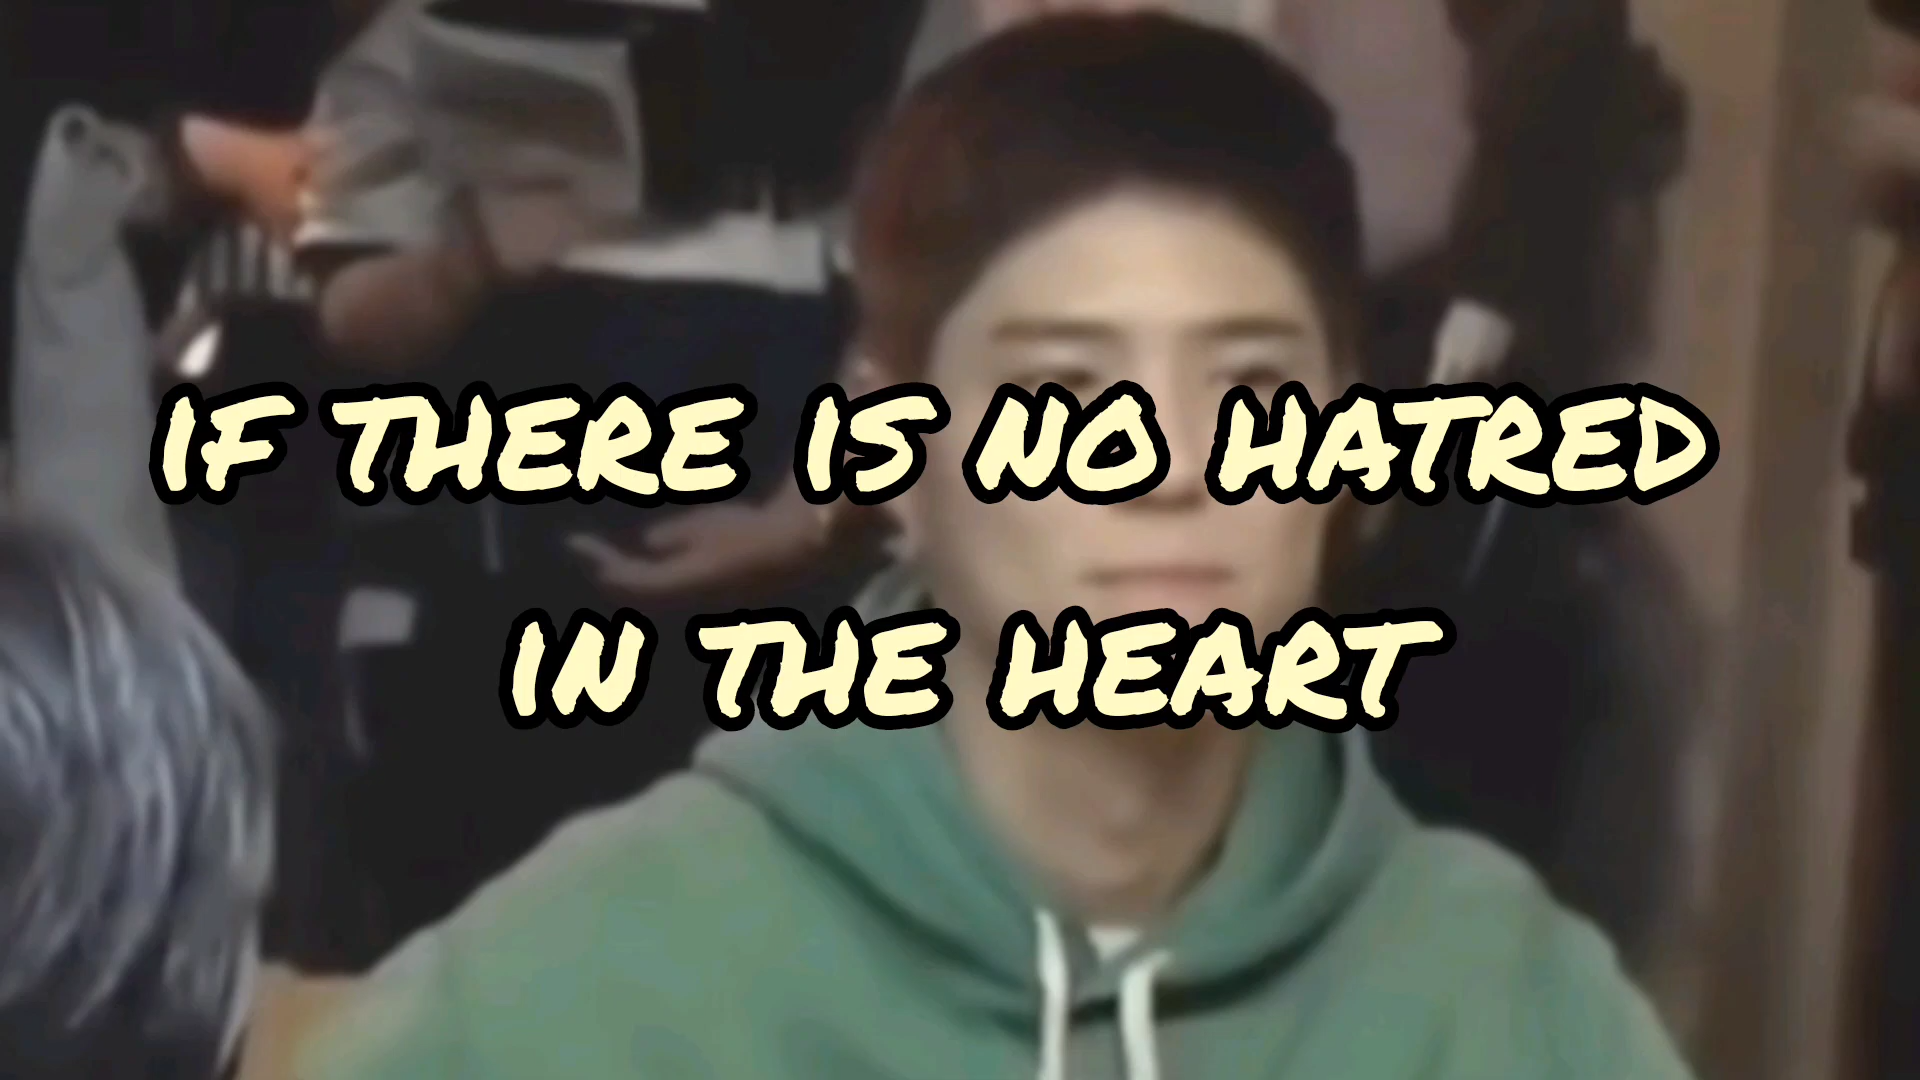 IF THERE IS NO HATRED
IN THE HEART